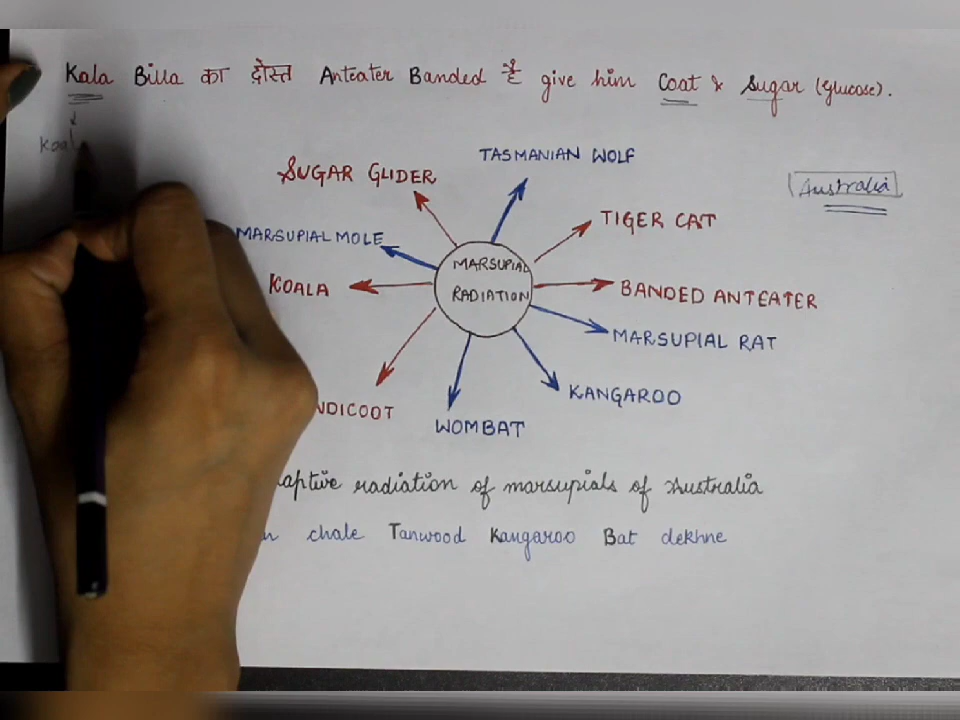 Kala Billa का दोस्त Anteater Banded है give him Coat & Sugar (Glucose).
Koal
TASMANIAN WOLF
SUGAR GLIDER
Australia
TIGER CAT
MARSUPIAL MOLE
MARSUPIAL RADIATION
KOALA
BANDED ANTEATER
MARSUPIAL RAT
KANGAROO
NDICOOT
WOMBAT
aptive radiation of marsupials of Australia
chale Tanwood Kangaroo Bat dekhne